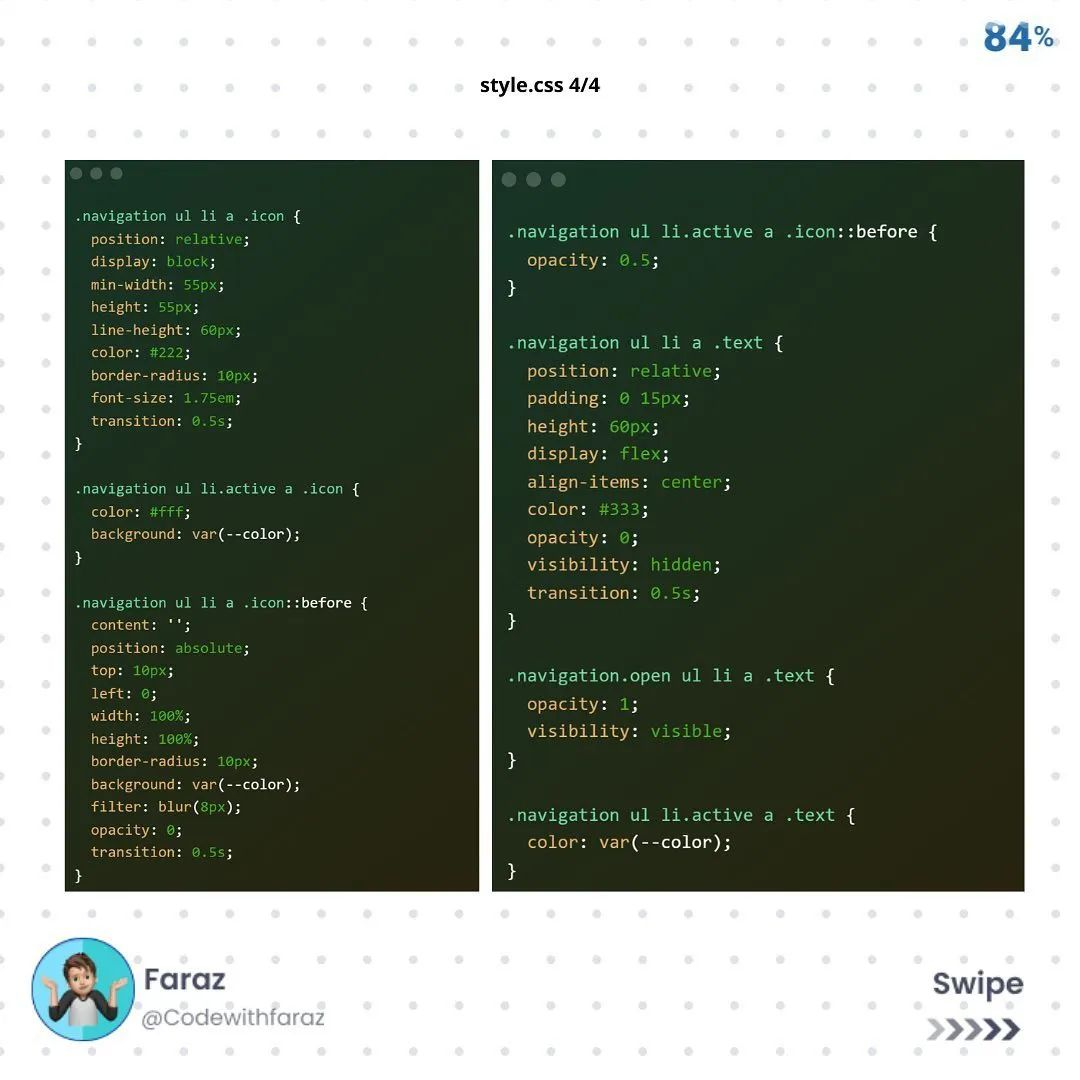 84%
style.css 4/4
.navigation ul li a .icon {
  position: relative;
  display: block;
  min-width: 55px;
  height: 55px;
  line-height: 60px;
  color: #222;
  border-radius: 10px;
  font-size: 1.75em;
  transition: 0.5s;
}
.navigation ul li.active a .icon {
  color: #fff;
  background: var(--color);
}
.navigation ul li a .icon::before {
  content: '';
  position: absolute;
  top: 10px;
  left: 0;
  width: 100%;
  height: 100%;
  border-radius: 10px;
  background: var(--color);
  filter: blur(8px);
  opacity: 0;
  transition: 0.5s;
}
.navigation ul li.active a .icon::before {
  opacity: 0.5;
}
.navigation ul li a .text {
  position: relative;
  padding: 0 15px;
  height: 60px;
  display: flex;
  align-items: center;
  color: #333;
  opacity: 0;
  visibility: hidden;
  transition: 0.5s;
}
.navigation.open ul li a .text {
  opacity: 1;
  visibility: visible;
}
.navigation ul li.active a .text {
  color: var(--color);
}
Faraz
@Codewithfaraz
Swipe